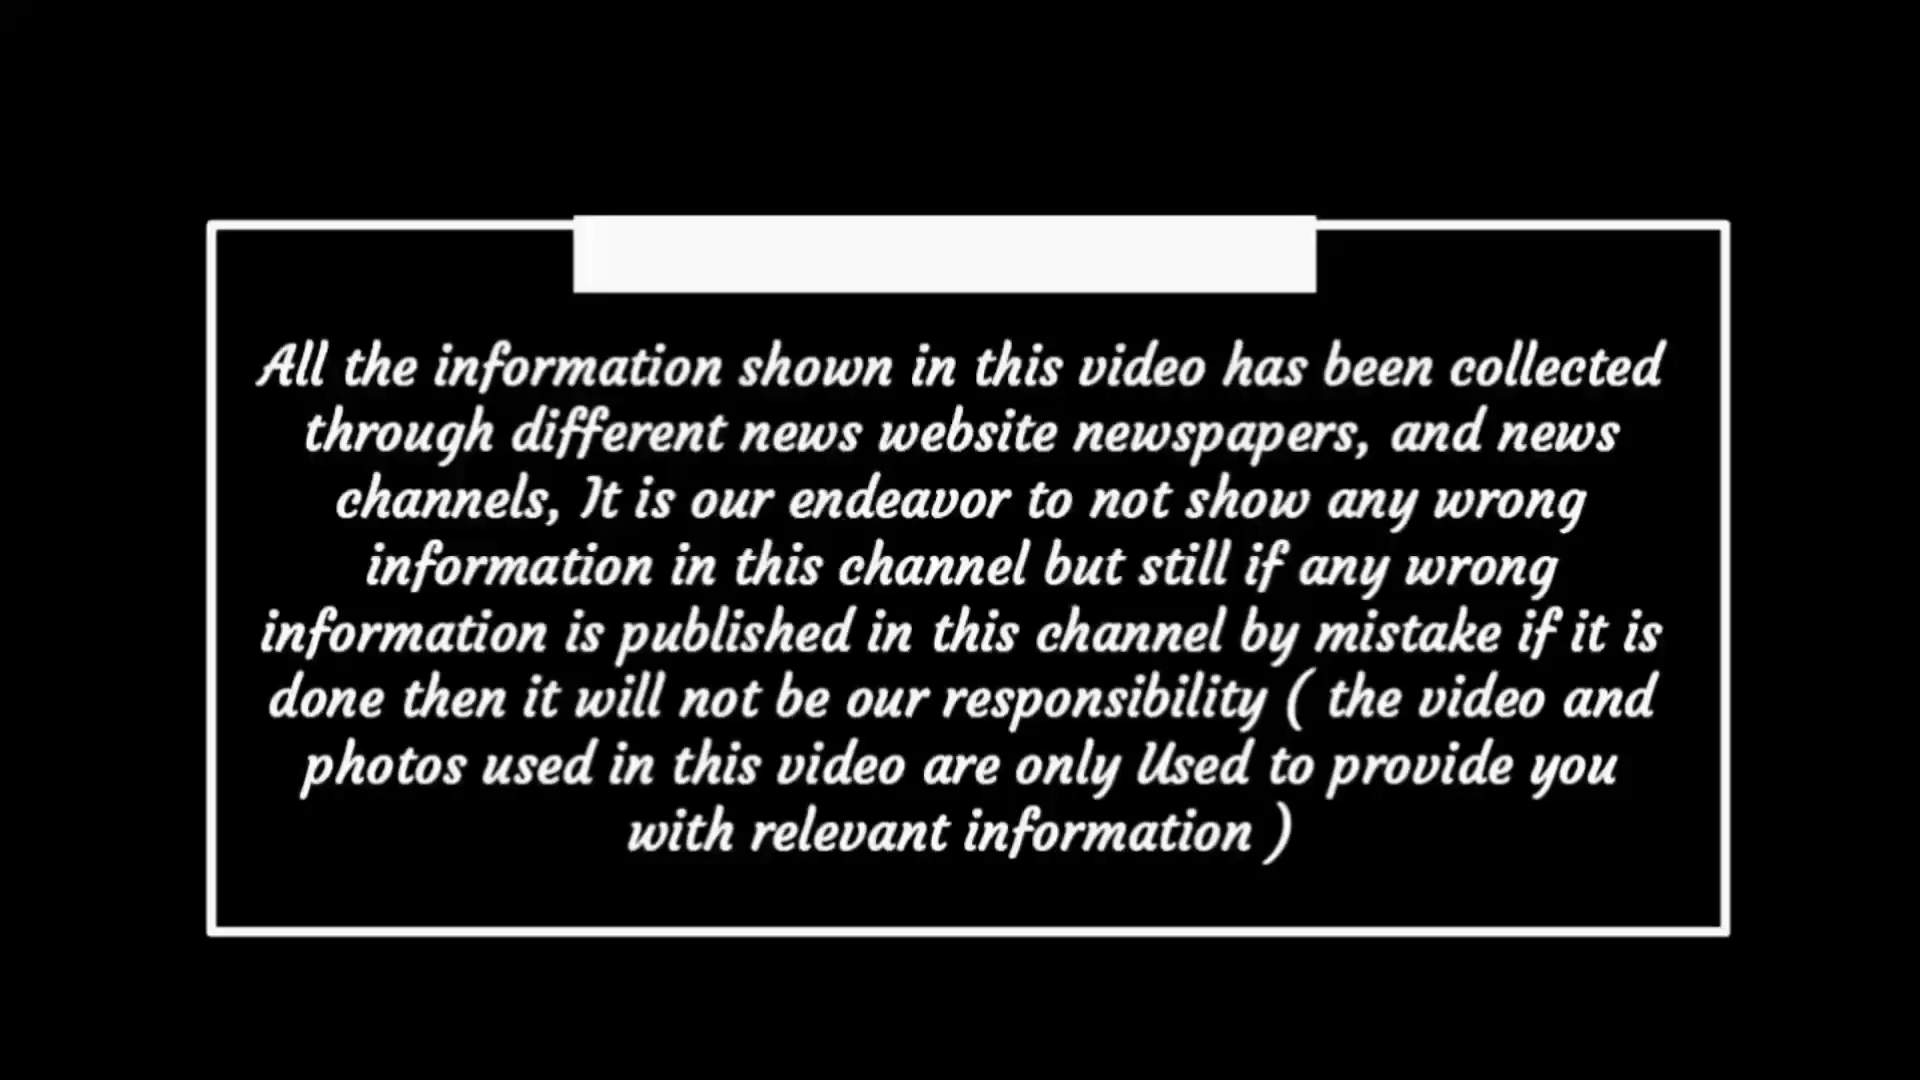 All the information shown in this video has been collected
through different news website newspapers, and news
channels, It is our endeavor to not show any wrong
information in this channel but still if any wrong
information is published in this channel by mistake if it is
done then it will not be our responsibility ( the video and
photos used in this video are only Used to provide you
with relevant information )